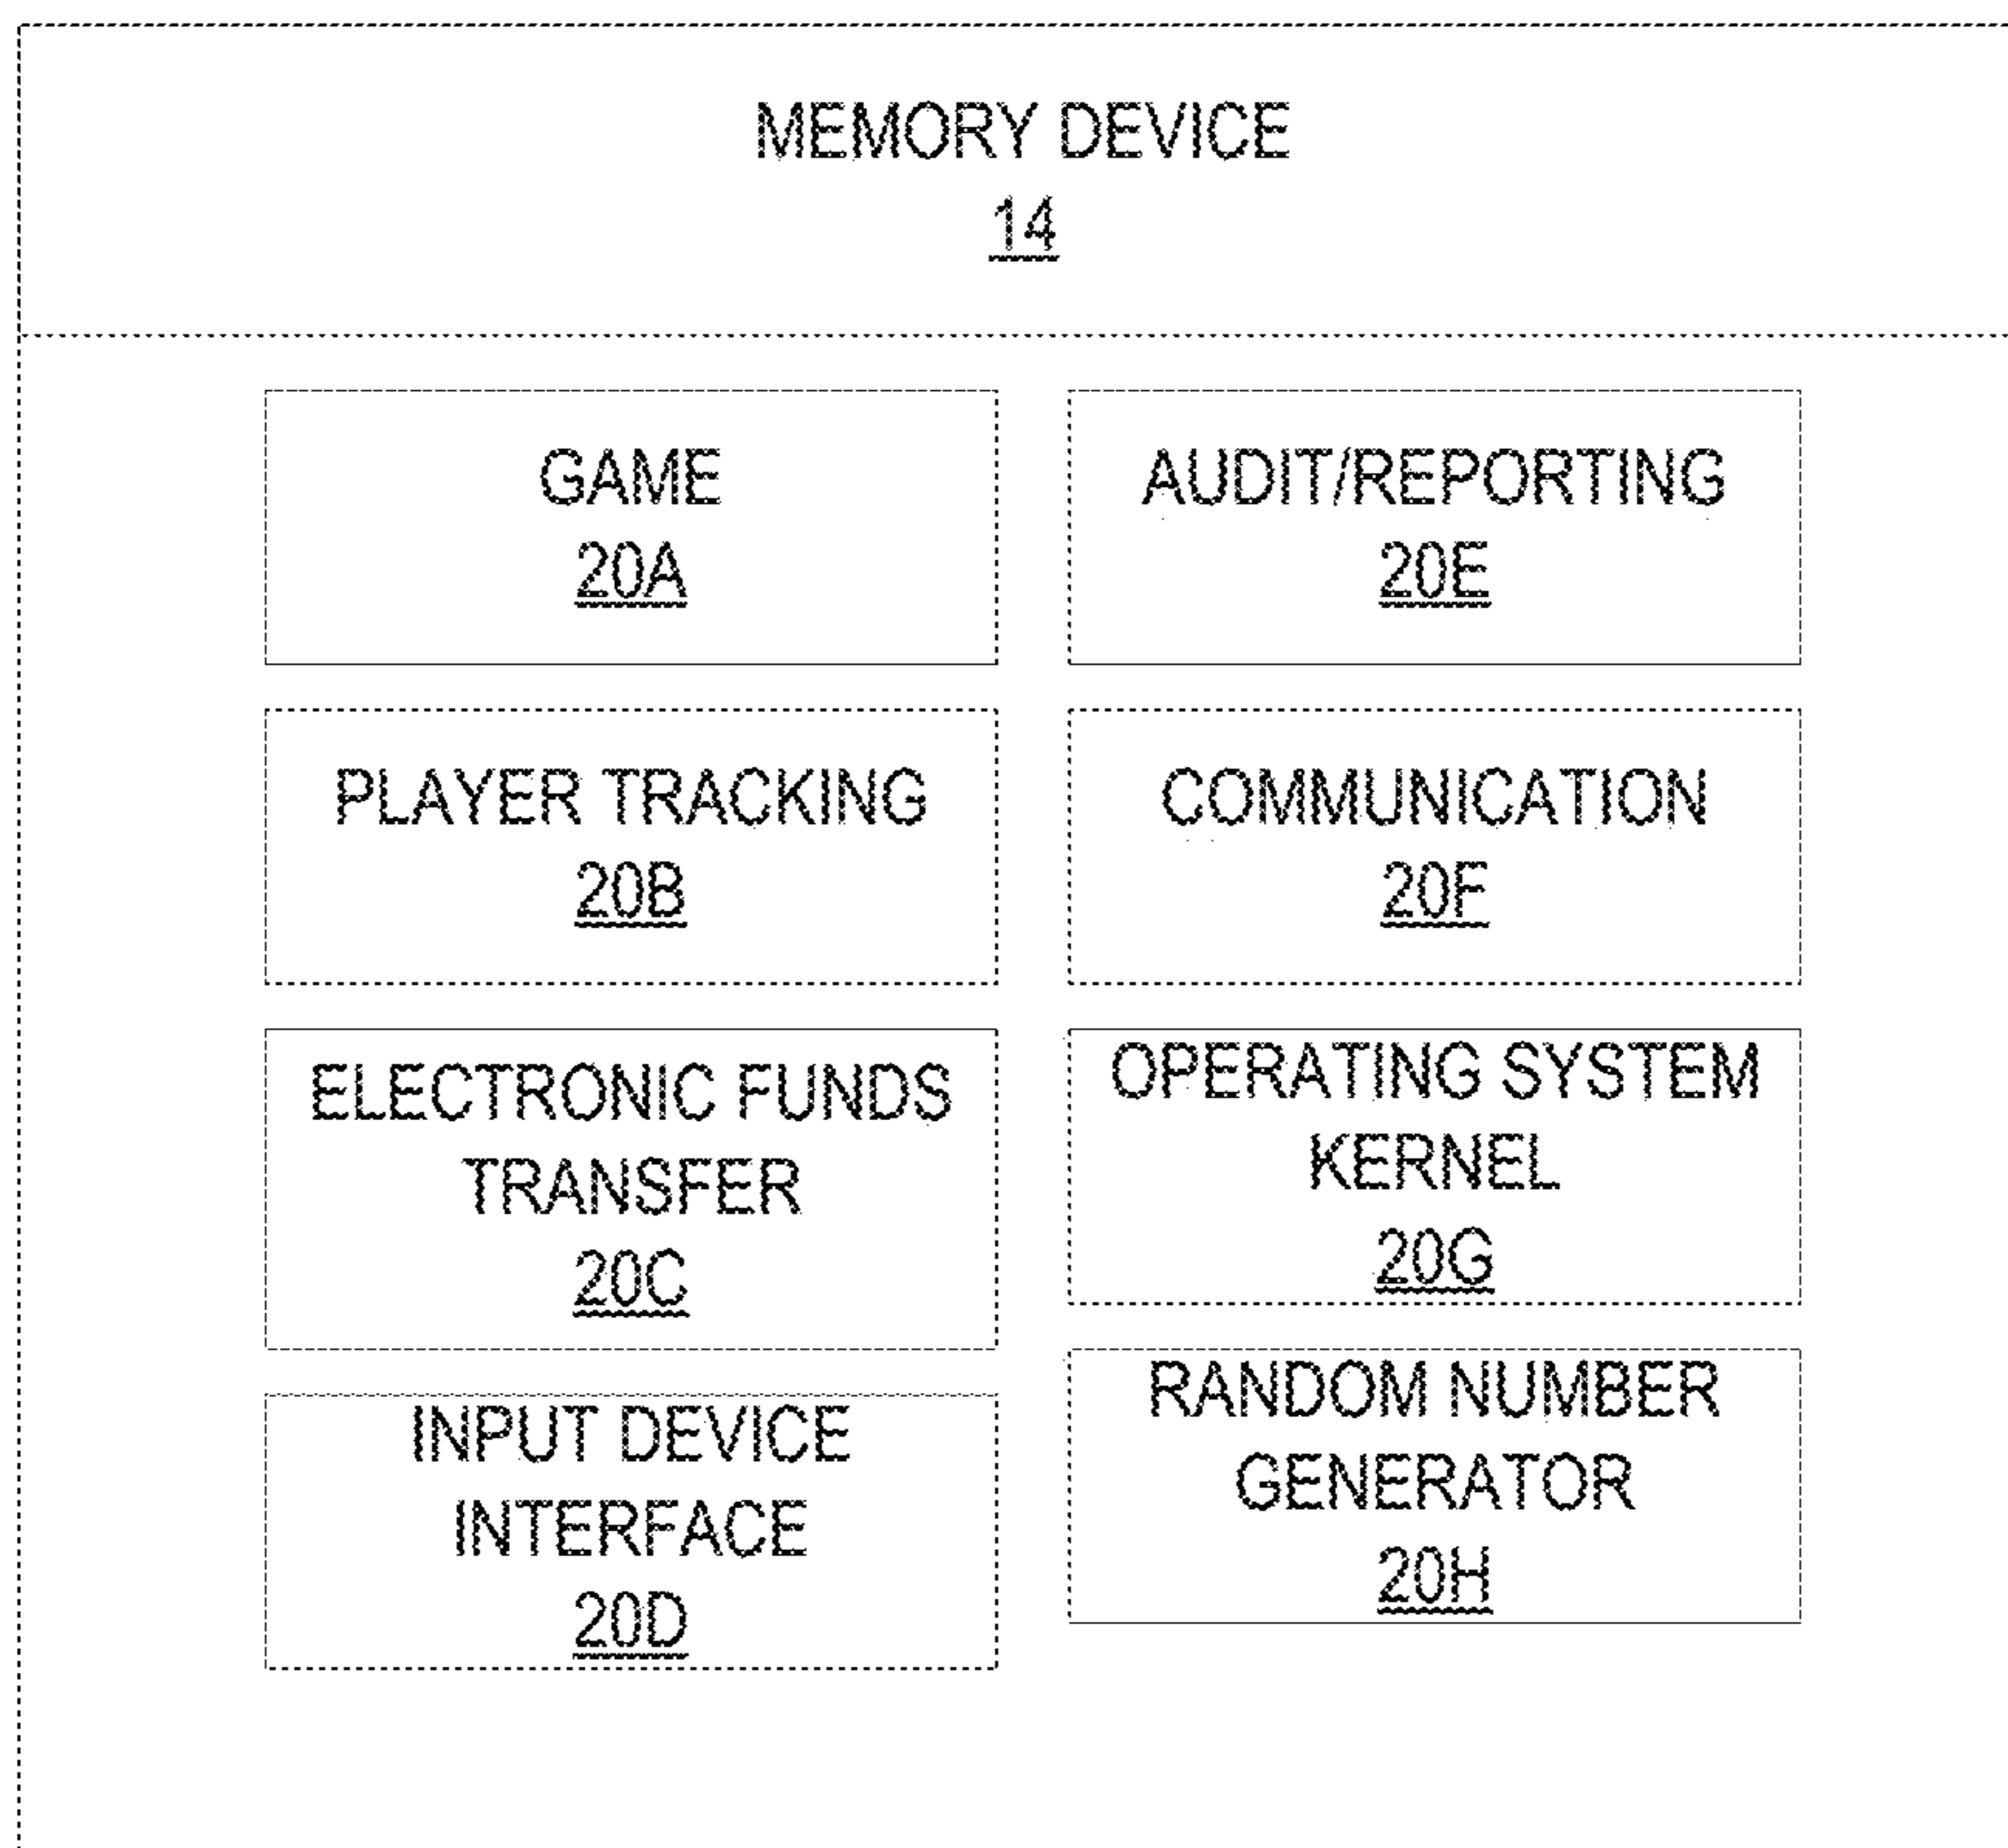 MEMORY DEVICE
14
GAME
20A
AUDIT/REPORTING
20E
PLAYER TRACKING
20B
COMMUNICATION
20F
ELECTRONIC FUNDS
TRANSFER
20C
OPERATING SYSTEM
KERNEL
20G
INPUT DEVICE
INTERFACE
20D
RANDOM NUMBER
GENERATOR
20H